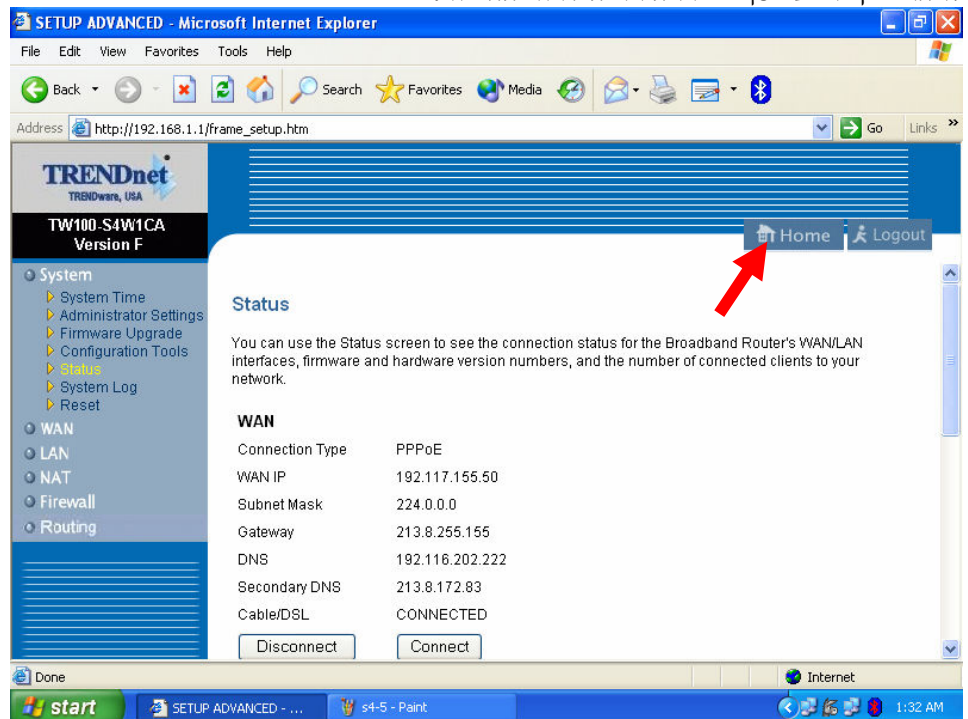 SETUP ADVANCED - Microsoft Internet Explorer
File Edit View Favorites Tools Help
Back Search Favorites Media
Address http://192.168.1.1/frame_setup.htm Go Links »
TRENDnet
TRENDware, USA
TW100-S4W1CA
Version F
Home Logout
System
System Time
Administrator Settings
Firmware Upgrade
Configuration Tools
Status
System Log
Reset
WAN
LAN
NAT
Firewall
Routing
Status
You can use the Status screen to see the connection status for the Broadband Router's WAN/LAN
interfaces, firmware and hardware version numbers, and the number of connected clients to your
network.
WAN
Connection Type PPPoE
WAN IP 192.117.155.50
Subnet Mask 224.0.0.0
Gateway 213.8.255.155
DNS 192.116.202.222
Secondary DNS 213.8.172.83
Cable/DSL CONNECTED
Disconnect Connect
Done Internet
start SETUP ADVANCED - ... s4-5 - Paint 1:32 AM